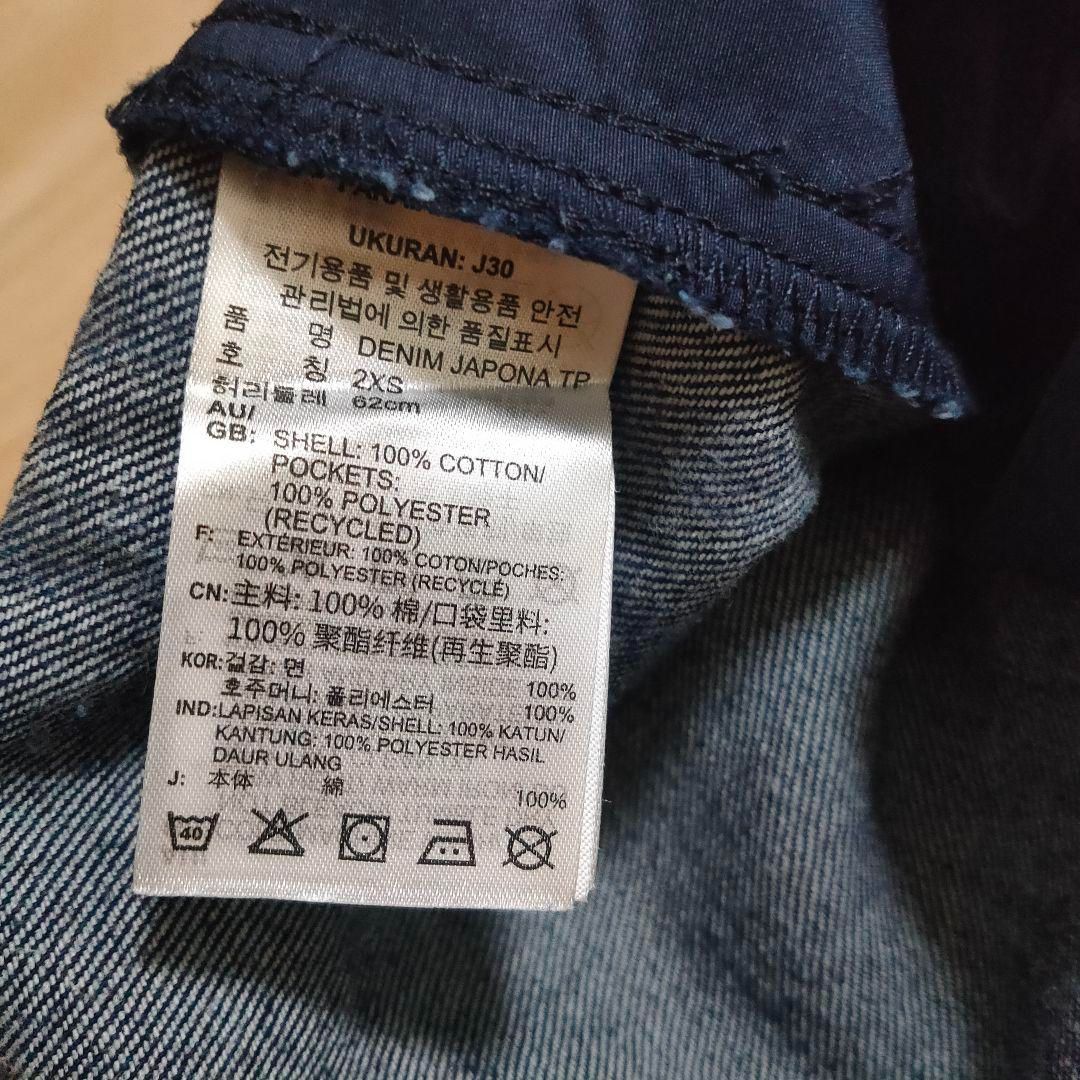 UKURAN: J30
전기용품 및 생활용품 안전
관리법에 의한 품질표시
품 명 DENIM JAPONA TP
호 칭 2XS
허리둘레 62cm
AU/
GB: SHELL: 100% COTTON/
POCKETS:
100% POLYESTER
(RECYCLED)
F: EXTÉRIEUR: 100% COTON/POCHES:
100% POLYESTER (RECYCLÉ)
CN: 主料: 100% 棉/口袋里料:
100% 聚酯纤维(再生聚酯)
KOR: 겉감: 면 100%
호주머니: 폴리에스터 100%
IND: LAPISAN KERAS/SHELL: 100% KATUN/
KANTUNG: 100% POLYESTER HASIL
DAUR ULANG
J: 本体 綿 100%
40